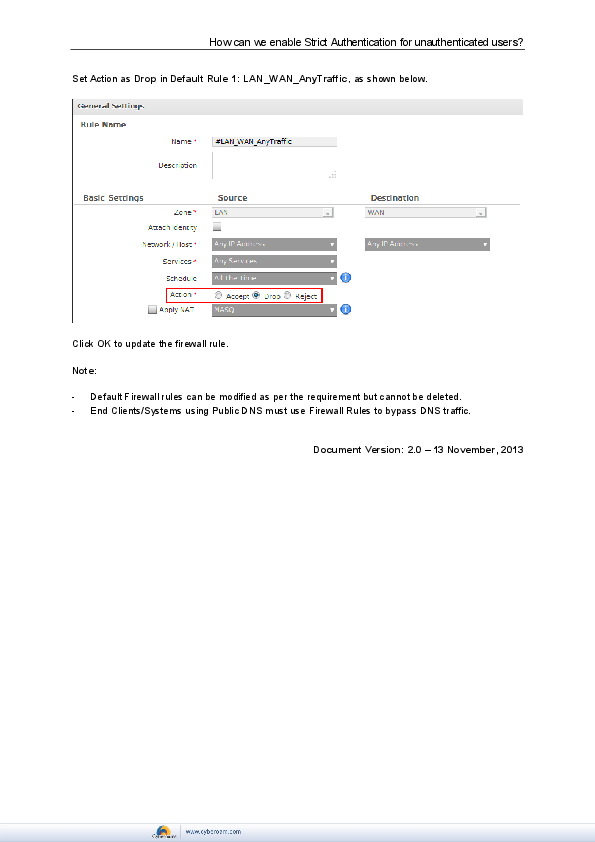 How can we enable Strict Authentication for unauthenticated users?
Set Action as Drop in Default Rule 1: LAN_WAN_AnyTraffic, as shown below.
General Settings
Rule Name
Name *
#LAN_WAN_AnyTraffic
Description
Basic Settings Source Destination
Zone * LAN WAN
Attach Identity
Network / Host * Any IP Address Any IP Address
Services * Any Services
Schedule All the Time
Action * Accept Drop Reject
Apply NAT MASQ
Click OK to update the firewall rule.
Note:
- Default Firewall rules can be modified as per the requirement but cannot be deleted.
- End Clients/Systems using Public DNS must use Firewall Rules to bypass DNS traffic.
Document Version: 2.0 – 13 November, 2013
Cyberoam
www.cyberoam.com